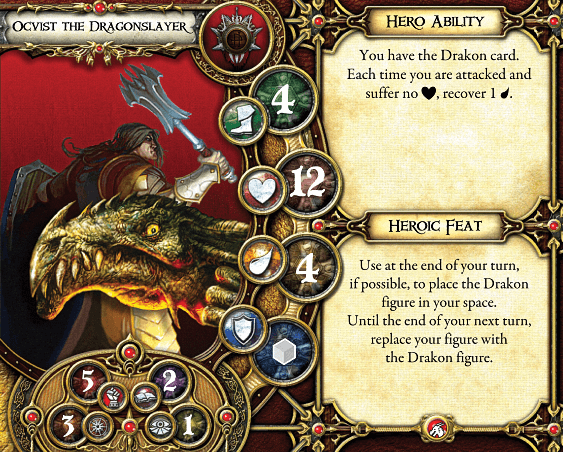 Ocvist the Dragonslayer
4
12
4
5
2
3
1
Hero Ability
You have the Drakon card.
Each time you are attacked and
suffer no ♥, recover 1 .
Heroic Feat
Use at the end of your turn,
if possible, to place the Drakon
figure in your space.
Until the end of your next turn,
replace your figure with
the Drakon figure.